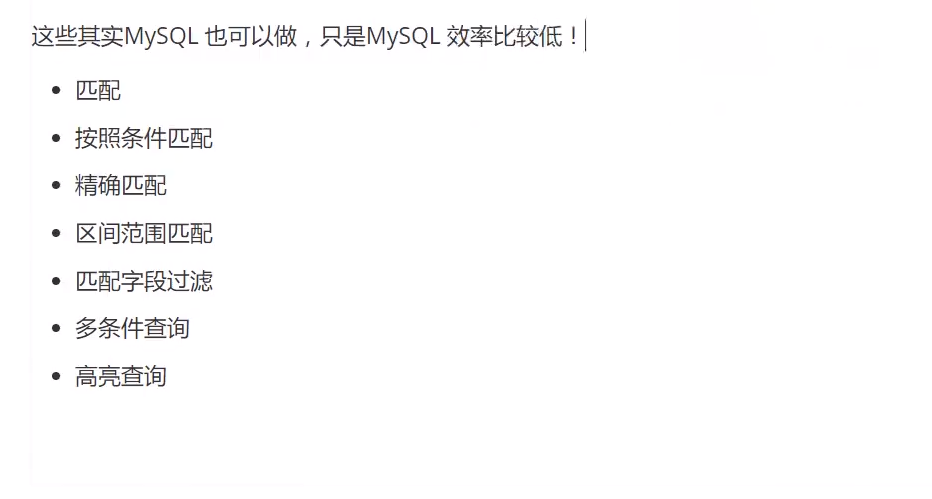 这些其实MySQL 也可以做，只是MySQL 效率比较低！
匹配
按照条件匹配
精确匹配
区间范围匹配
匹配字段过滤
多条件查询
高亮查询